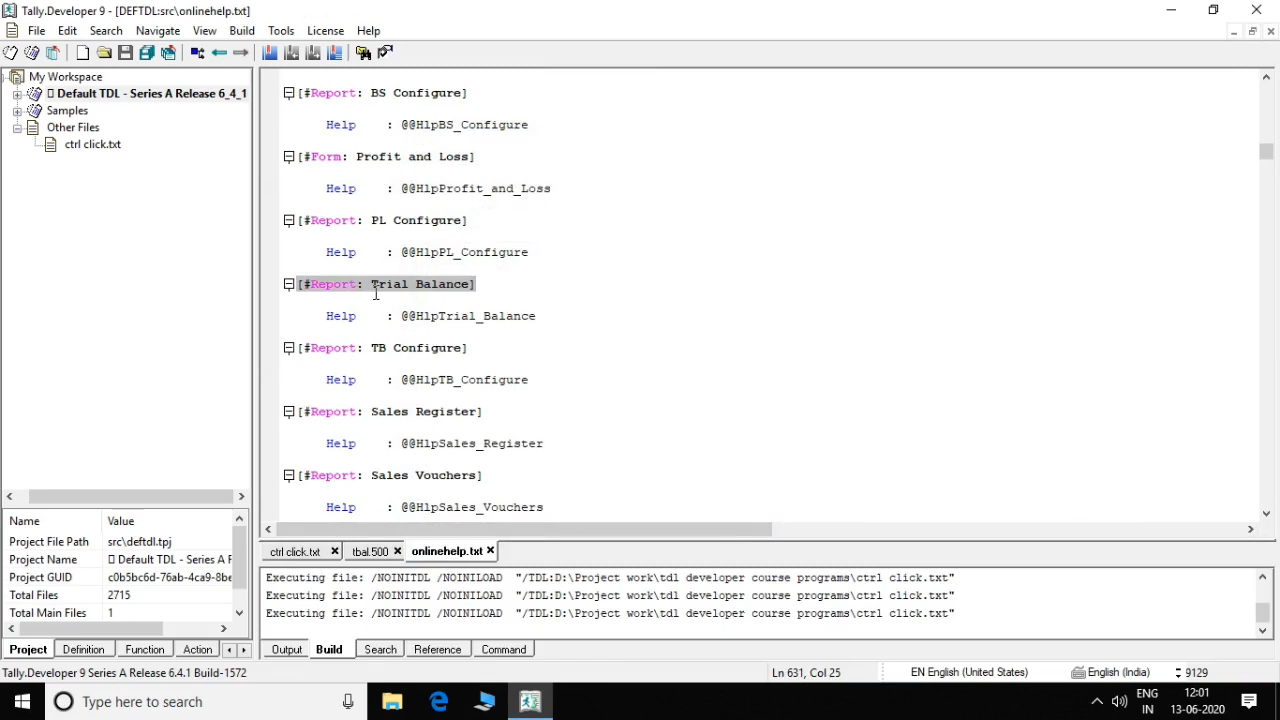 Tally.Developer 9 - [DEFTDL:src\onlinehelp.txt]
File Edit Search Navigate View Build Tools License Help
My Workspace
Default TDL - Series A Release 6_4_1
Samples
Other Files
ctrl click.txt
[#Report: BS Configure]
Help : @@HlpBS_Configure
[#Form: Profit and Loss]
Help : @@HlpProfit_and_Loss
[#Report: PL Configure]
Help : @@HlpPL_Configure
[#Report: Trial Balance]
Help : @@HlpTrial_Balance
[#Report: TB Configure]
Help : @@HlpTB_Configure
[#Report: Sales Register]
Help : @@HlpSales_Register
[#Report: Sales Vouchers]
Help : @@HlpSales_Vouchers
Name Value
Project File Path src\deftdl.tpj
Project Name Default TDL - Series A F
Project GUID c0b5bc6d-76ab-4ca9-8be
Total Files 2715
Total Main Files 1
Project Definition Function Action
ctrl click.txt tbal.500 onlinehelp.txt
Executing file: /NOINITDL /NOINILOAD "/TDL:D:\Project work\tdl developer course programs\ctrl click.txt"
Executing file: /NOINITDL /NOINILOAD "/TDL:D:\Project work\tdl developer course programs\ctrl click.txt"
Executing file: /NOINITDL /NOINILOAD "/TDL:D:\Project work\tdl developer course programs\ctrl click.txt"
Output Build Search Reference Command
Tally.Developer 9 Series A Release 6.4.1 Build-1572 Ln 631, Col 25 EN English (United States) English (India) 9129
Type here to search
ENG
IN
12:01
13-06-2020